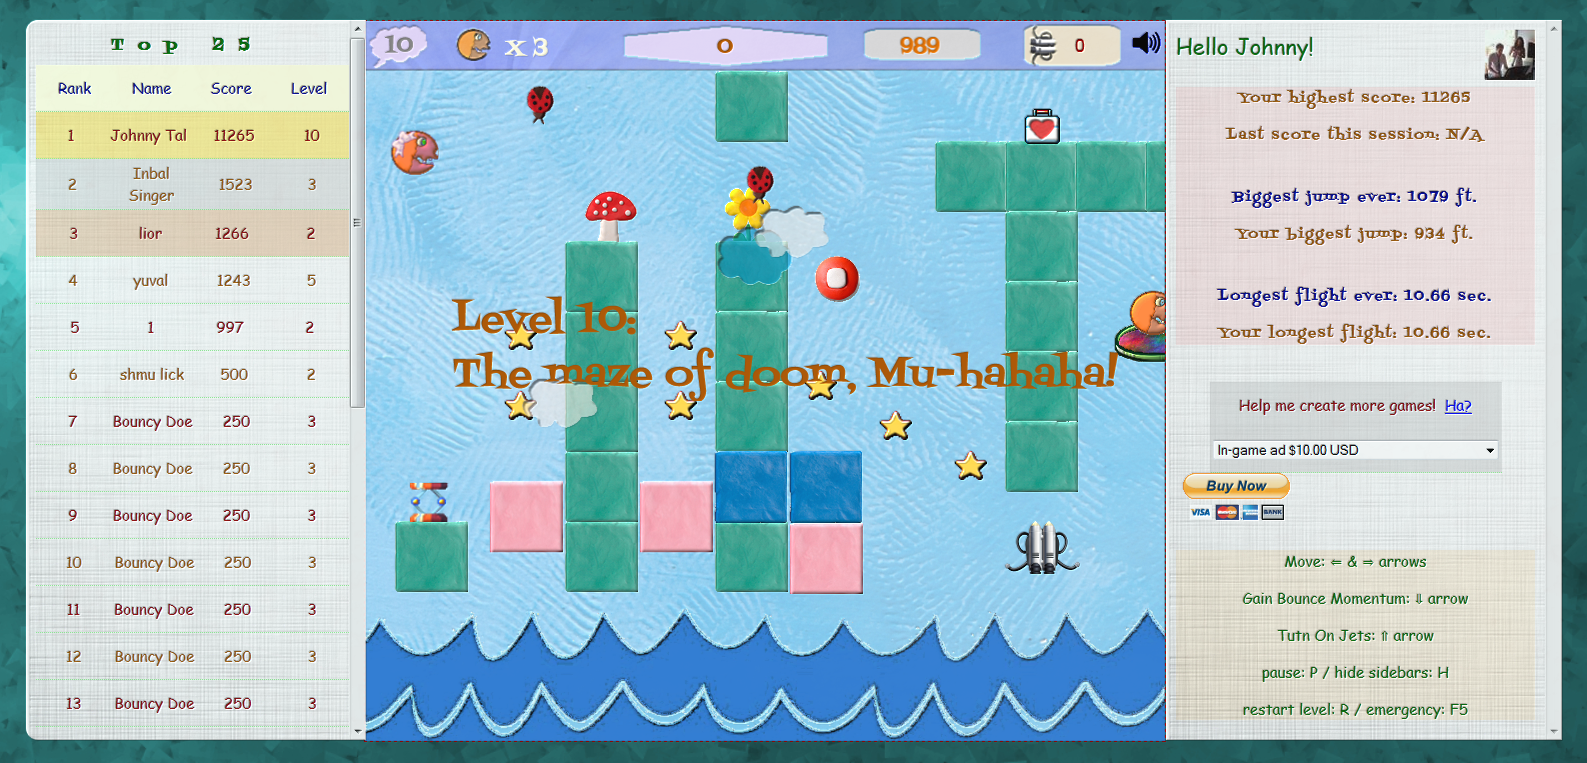 Top 25
Rank Name Score Level
1 Johnny Tal 11265 10
2 Inbal Singer 1523 3
3 lior 1266 2
4 yuval 1243 5
5 1 997 2
6 shmu lick 500 2
7 Bouncy Doe 250 3
8 Bouncy Doe 250 3
9 Bouncy Doe 250 3
10 Bouncy Doe 250 3
11 Bouncy Doe 250 3
12 Bouncy Doe 250 3
13 Bouncy Doe 250 3
10 x 3 0 989 0
Level 10:
The maze of doom, Mu-hahaha!
Hello Johnny!
Your highest score: 11265
Last score this session: N/A
Biggest jump ever: 1079 ft.
Your biggest jump: 934 ft.
Longest flight ever: 10.66 sec.
Your longest flight: 10.66 sec.
Help me create more games! Ha?
In-game ad $10.00 USD
Buy Now
VISA MasterCard BANK
Move: ⇐ & ⇒ arrows
Gain Bounce Momentum: ⇓ arrow
Tutn On Jets: ⇑ arrow
pause: P / hide sidebars: H
restart level: R / emergency: F5